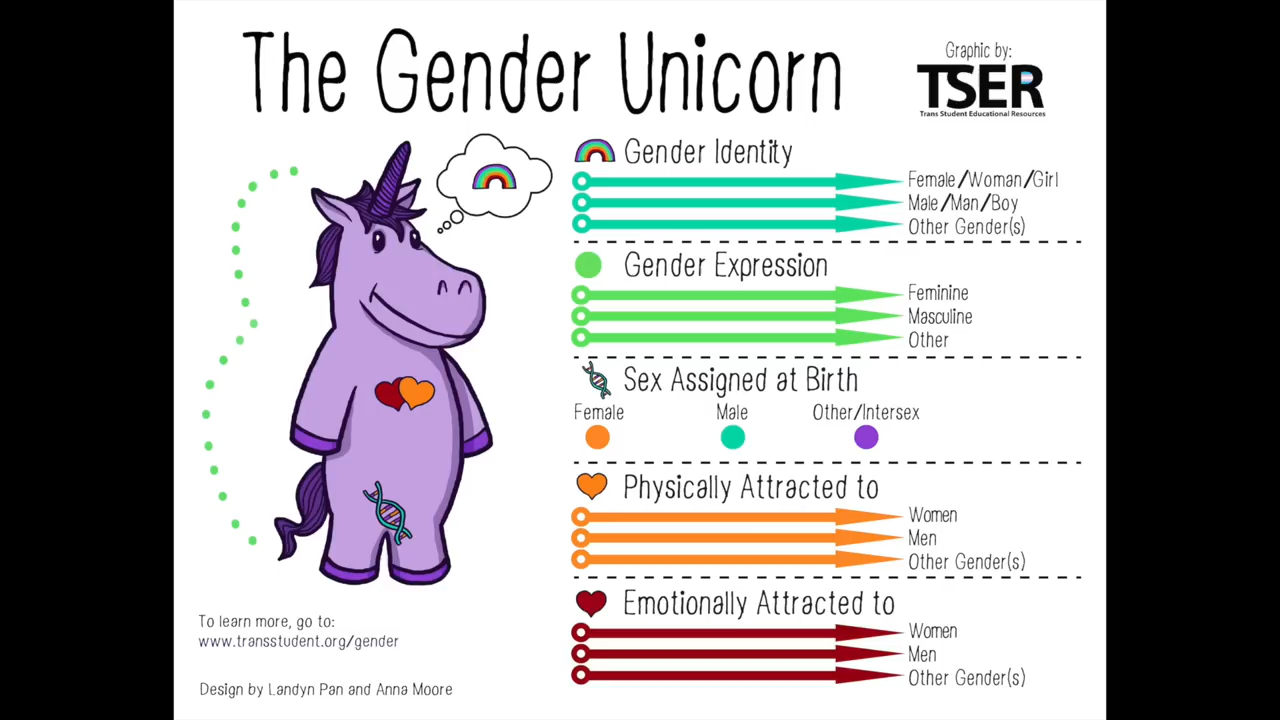 The Gender Unicorn
Graphic by:
TSER
Trans Student Educational Resources
Gender Identity
Female/Woman/Girl
Male/Man/Boy
Other Gender(s)
Gender Expression
Feminine
Masculine
Other
Sex Assigned at Birth
Female Male Other/Intersex
Physically Attracted to
Women
Men
Other Gender(s)
Emotionally Attracted to
Women
Men
Other Gender(s)
To learn more, go to:
www.transstudent.org/gender
Design by Landyn Pan and Anna Moore